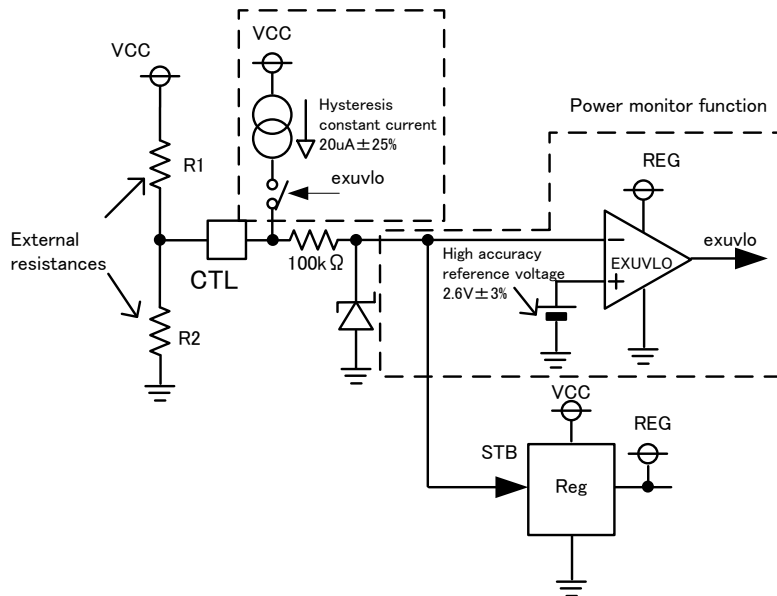 VCC
VCC
Hysteresis
constant current
20uA±25%
Power monitor function
R1
exuvlo
REG
External
resistances
CTL
100kΩ
High accuracy
reference voltage
2.6V±3%
−
EXUVLO
+
exuvlo
R2
VCC
REG
STB
Reg